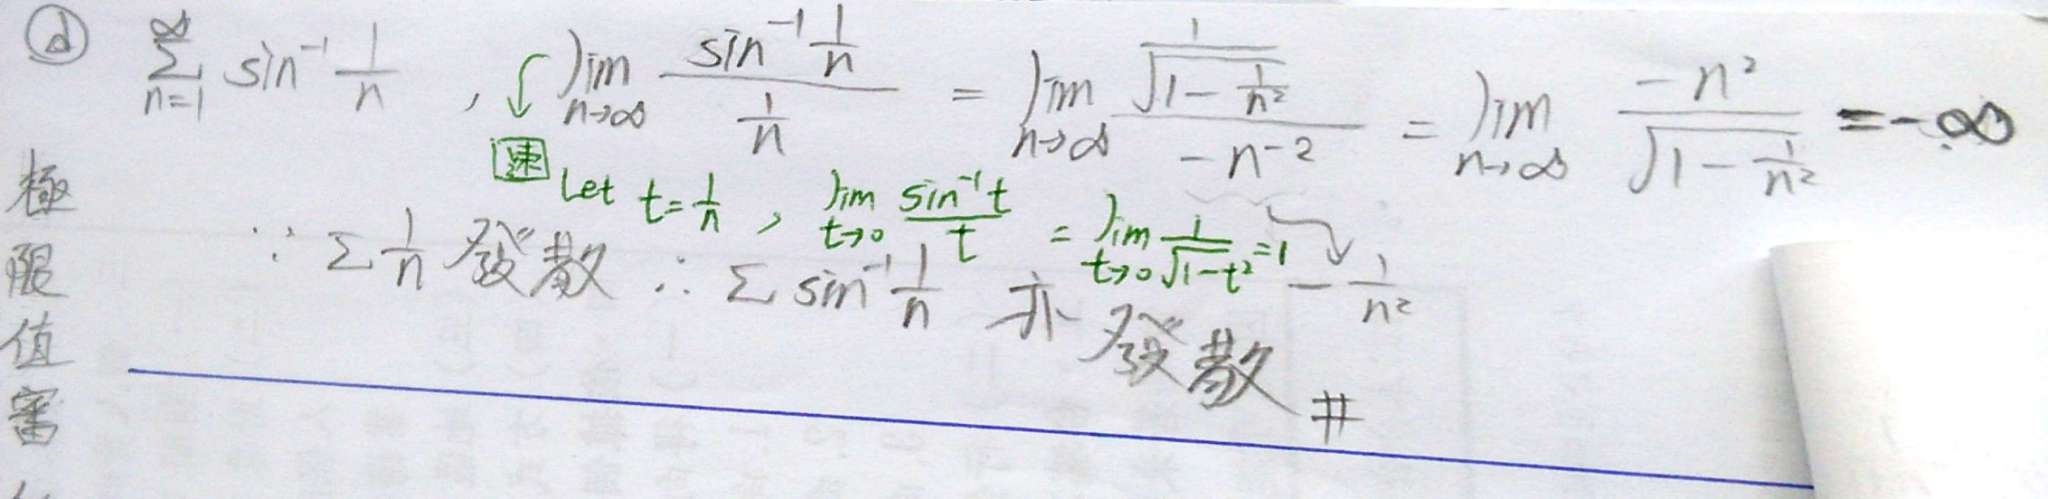 ⓓ $\sum_{n=1}^{\infty} \sin^{-1}\frac{1}{n}$ , $\lim_{n\to\infty} \frac{\sin^{-1}\frac{1}{n}}{\frac{1}{n}} = \lim_{n\to\infty} \frac{\frac{1}{\sqrt{1-\frac{1}{n^2}}}}{-n^{-2}} = \lim_{n\to\infty} \frac{-n^2}{\sqrt{1-\frac{1}{n^2}}} = -\infty$
速 Let $t=\frac{1}{n}$ , $\lim_{t\to 0} \frac{\sin^{-1}t}{t} = \lim_{t\to 0} \frac{1}{\sqrt{1-t^2}} = 1$
∵ $\sum\frac{1}{n}$ 發散 ∴ $\sum \sin^{-1}\frac{1}{n}$ 亦發散 #
$-\frac{1}{n^2}$
極限值審